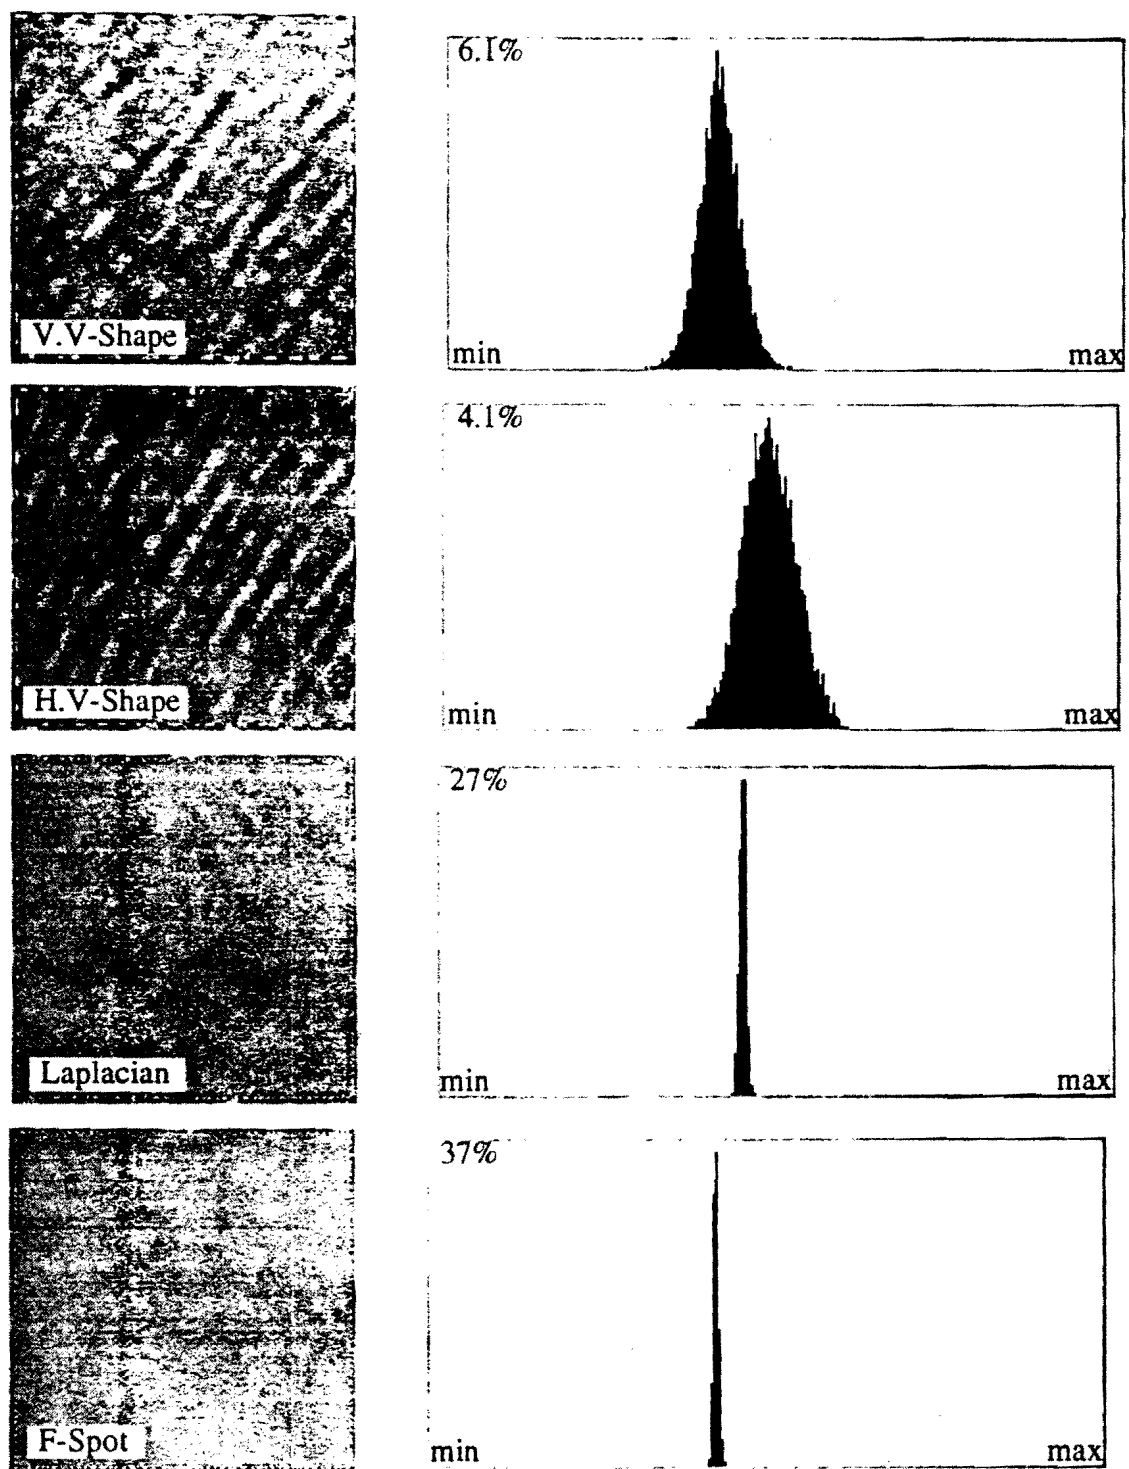 6.1%
V.V-Shape
min max
4.1%
H.V-Shape
min max
27%
Laplacian
min max
37%
F-Spot
min max